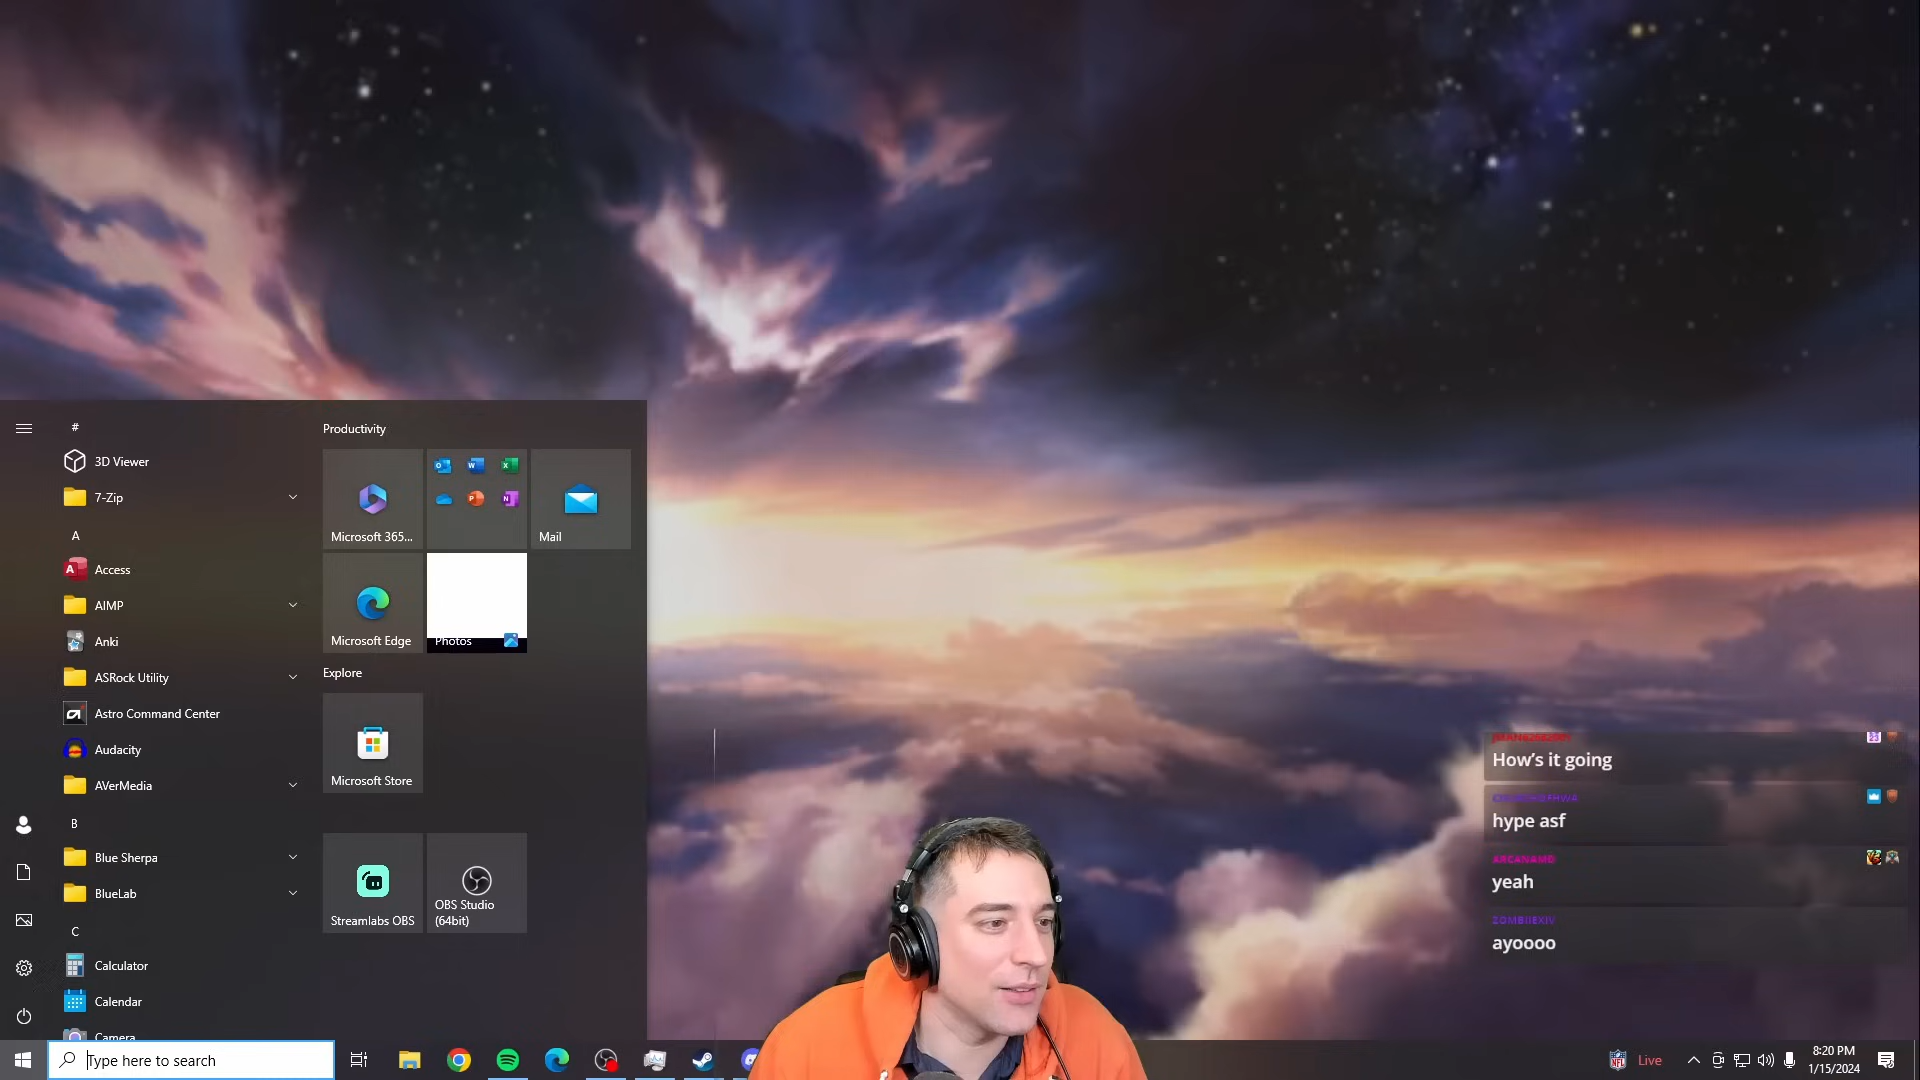 #
3D Viewer
7-Zip
A
Access
AIMP
Anki
ASRock Utility
Astro Command Center
Audacity
AVerMedia
B
Blue Sherpa
BlueLab
C
Calculator
Calendar
Camera
Productivity
Microsoft 365...
Mail
Microsoft Edge
Photos
Explore
Microsoft Store
Streamlabs OBS
OBS Studio
(64bit)
How's it going
hype asf
ARCANAMD
yeah
ZOMBIEXIV
ayoooo
Type here to search
Live
8:20 PM
1/15/2024